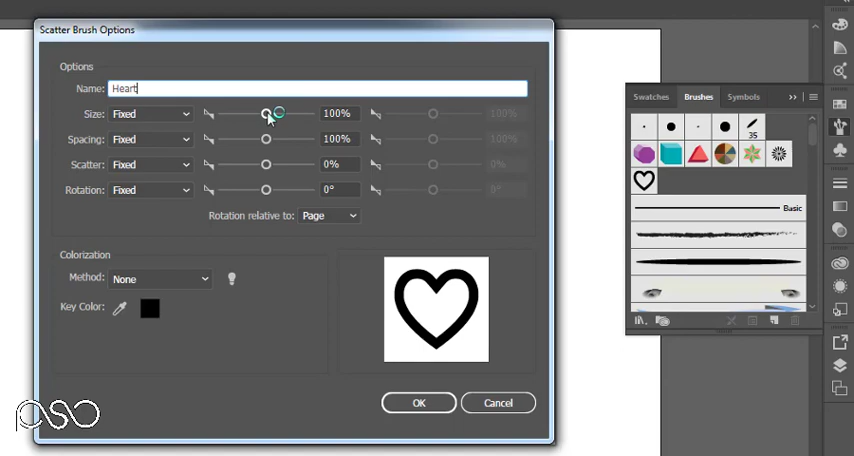 Scatter Brush Options
Options
Name: Heart
Size: Fixed 100% 100%
Spacing: Fixed 100% 100%
Scatter: Fixed 0% 0%
Rotation: Fixed 0° 0°
Rotation relative to: Page
Colorization
Method: None
Key Color:
OK Cancel
Swatches Brushes Symbols
35
Basic
pso